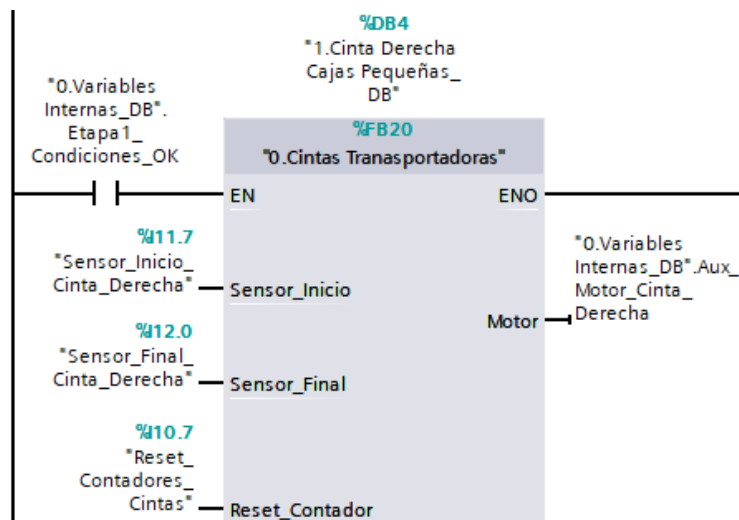 %DB4
"1.Cinta Derecha
Cajas Pequeñas_
DB"
"0.Variables
Internas_DB".
Etapa1_
Condiciones_OK
%FB20
"0.Cintas Tranasportadoras"
EN
ENO
%I11.7
"Sensor_Inicio_
Cinta_Derecha"
Sensor_Inicio
"0.Variables
Internas_DB".Aux_
Motor_Cinta_
Derecha
Motor
%I12.0
"Sensor_Final_
Cinta_Derecha"
Sensor_Final
%I10.7
"Reset_
Contadores_
Cintas"
Reset_Contador